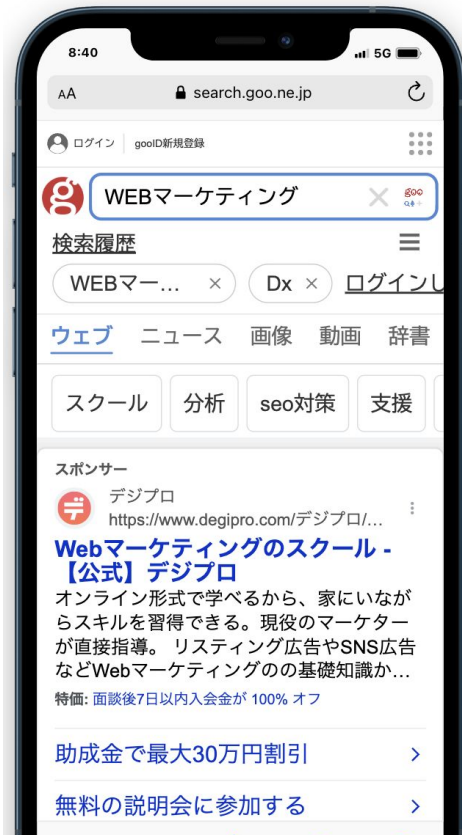 8:40 5G
AA search.goo.ne.jp
ログイン gooID新規登録
g WEBマーケティング goo
検索履歴
WEBマー... × Dx × ログインし
ウェブ ニュース 画像 動画 辞書
スクール 分析 seo対策 支援
スポンサー
デジプロ
https://www.degipro.com/デジプロ/...
Webマーケティングのスクール -
【公式】デジプロ
オンライン形式で学べるから、家にいなが
らスキルを習得できる。現役のマーケター
が直接指導。 リスティング広告やSNS広告
などWebマーケティングのの基礎知識か...
特価: 面談後7日以内入会金が 100% オフ
助成金で最大30万円割引
無料の説明会に参加する